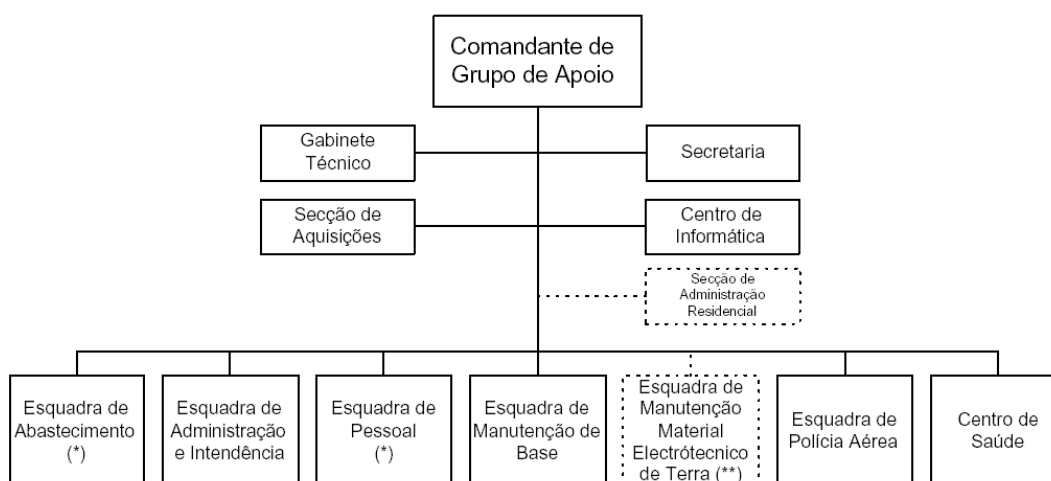 Comandante de
Grupo de Apoio
Gabinete
Técnico
Secretaria
Secção de
Aquisições
Centro de
Informática
Secção de
Administração
Residencial
Esquadra de
Abastecimento
(*)
Esquadra de
Administração
e Intendência
Esquadra de
Pessoal
(*)
Esquadra de
Manutenção de
Base
Esquadra de
Manutenção
Material
Electrótecnico
de Terra (**)
Esquadra de
Polícia Aérea
Centro de
Saúde